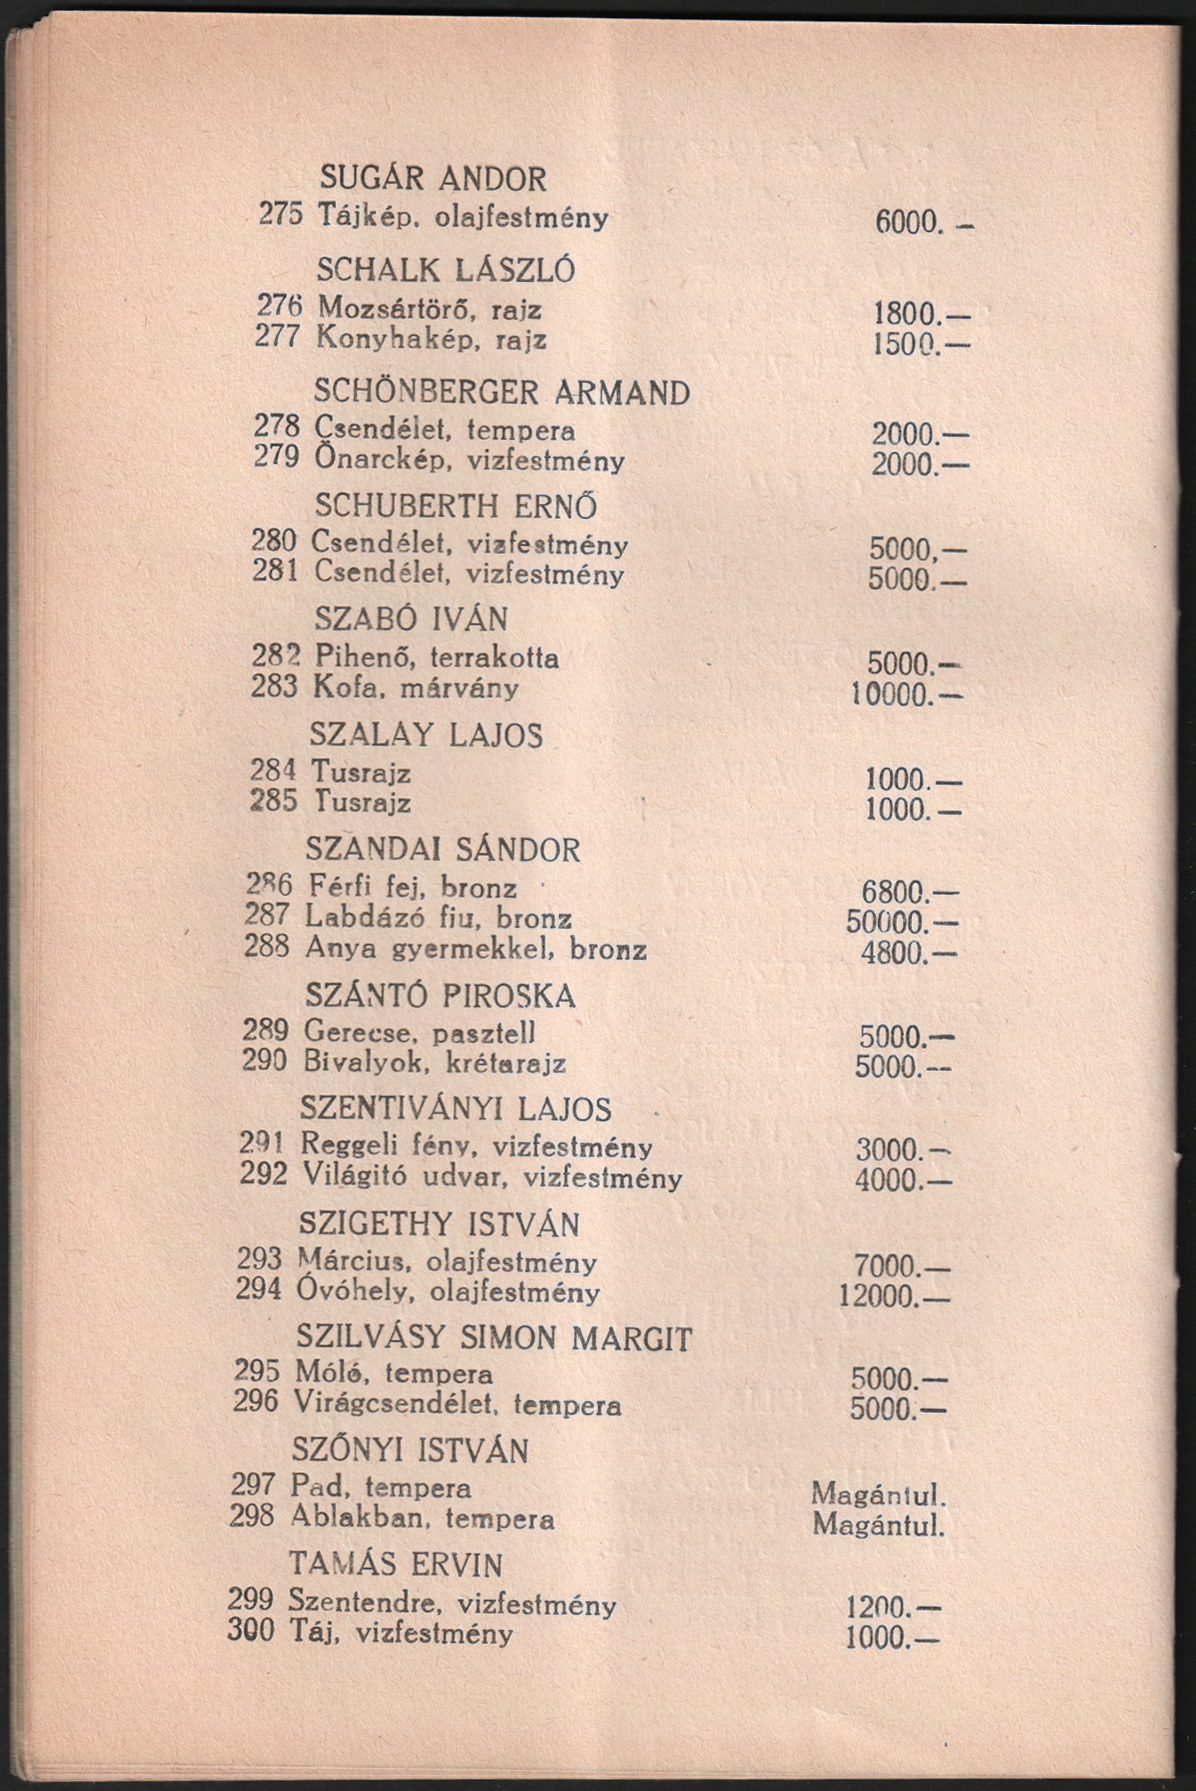 SUGÁR ANDOR
275 Tájkép, olajfestmény 6000.—
SCHALK LÁSZLÓ
276 Mozsártörő, rajz 1800.—
277 Konyhakép, rajz 1500.—
SCHÖNBERGER ARMAND
278 Csendélet, tempera 2000.—
279 Önarckép, vizfestmény 2000.—
SCHUBERTH ERNŐ
280 Csendélet, vizfestmény 5000,—
281 Csendélet, vizfestmény 5000.—
SZABÓ IVÁN
282 Pihenő, terrakotta 5000.—
283 Kofa, márvány 10000.—
SZALAY LAJOS
284 Tusrajz 1000.—
285 Tusrajz 1000.—
SZANDAI SÁNDOR
286 Férfi fej, bronz 6800.—
287 Labdázó fiu, bronz 50000.—
288 Anya gyermekkel, bronz 4800.—
SZÁNTÓ PIROSKA
289 Gerecse, pasztell 5000.—
290 Bivalyok, krétarajz 5000.--
SZENTIVÁNYI LAJOS
291 Reggeli fény, vizfestmény 3000.—
292 Világitó udvar, vizfestmény 4000.—
SZIGETHY ISTVÁN
293 Március, olajfestmény 7000.—
294 Óvóhely, olajfestmény 12000.—
SZILVÁSY SIMON MARGIT
295 Móló, tempera 5000.—
296 Virágcsendélet, tempera 5000.—
SZŐNYI ISTVÁN
297 Pad, tempera Magántul.
298 Ablakban, tempera Magántul.
TAMÁS ERVIN
299 Szentendre, vizfestmény 1200.—
300 Táj, vizfestmény 1000.—